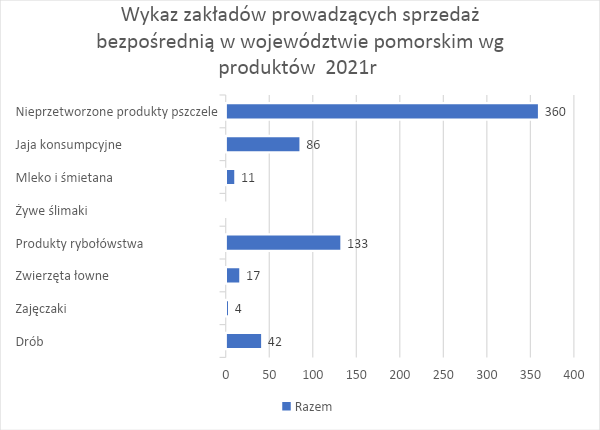 Wykaz zakładów prowadzących sprzedaż
bezpośrednią w województwie pomorskim wg
produktów  2021r
Nieprzetworzone produkty pszczele 360
Jaja konsumpcyjne 86
Mleko i śmietana 11
Żywe ślimaki
Produkty rybołówstwa 133
Zwierzęta łowne 17
Zajęczaki 4
Drób 42
0 50 100 150 200 250 300 350 400
Razem